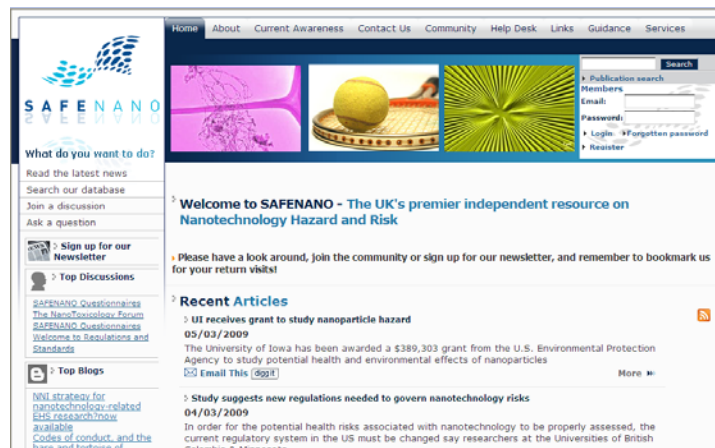 Home About Current Awareness Contact Us Community Help Desk Links Guidance Services
SAFENANO
What do you want to do?
Read the latest news
Search our database
Join a discussion
Ask a question
Sign up for our
Newsletter
Top Discussions
SAFENANO Questionnaires
The NanoToxicology Forum
SAFENANO Questionnaires
Welcome to Regulations and
Standards
Top Blogs
NNI strategy for
nanotechnology-related
EHS research?now
available
Codes of conduct, and the
hare and tortoise of
Search
Publication search
Members
Email:
Password:
Login Forgotten password
Register
Welcome to SAFENANO - The UK's premier independent resource on
Nanotechnology Hazard and Risk
Please have a look around, join the community or sign up for our newsletter, and remember to bookmark us
for your return visits!
Recent Articles
UI receives grant to study nanoparticle hazard
05/03/2009
The University of Iowa has been awarded a $389,303 grant from the U.S. Environmental Protection
Agency to study potential health and environmental effects of nanoparticles
Email This digg it More
Study suggests new regulations needed to govern nanotechnology risks
04/03/2009
In order for the potential health risks associated with nanotechnology to be properly assessed, the
current regulatory system in the US must be changed say researchers at the Universities of British